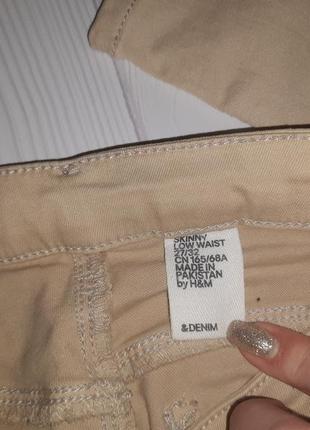 SKINNY
LOW WAIST
27/32
CN 165/68A
MADE IN
PAKISTAN
by H&M
&DENIM